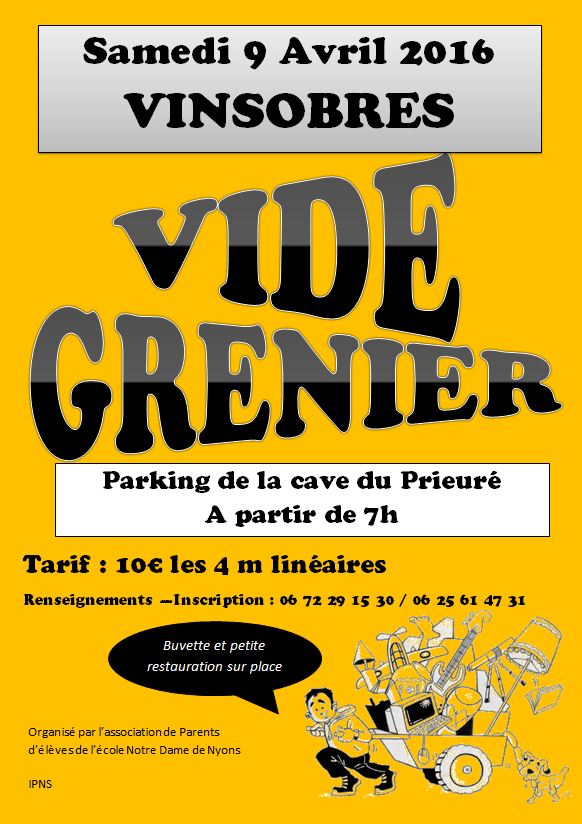 Samedi 9 Avril 2016
VINSOBRES
VIDE
GRENIER
Parking de la cave du Prieuré
A partir de 7h
Tarif : 10€ les 4 m linéaires
Renseignements –Inscription : 06 72 29 15 30 / 06 25 61 47 31
Buvette et petite
restauration sur place
Organisé par l'association de Parents
d'élèves de l'école Notre Dame de Nyons
IPNS